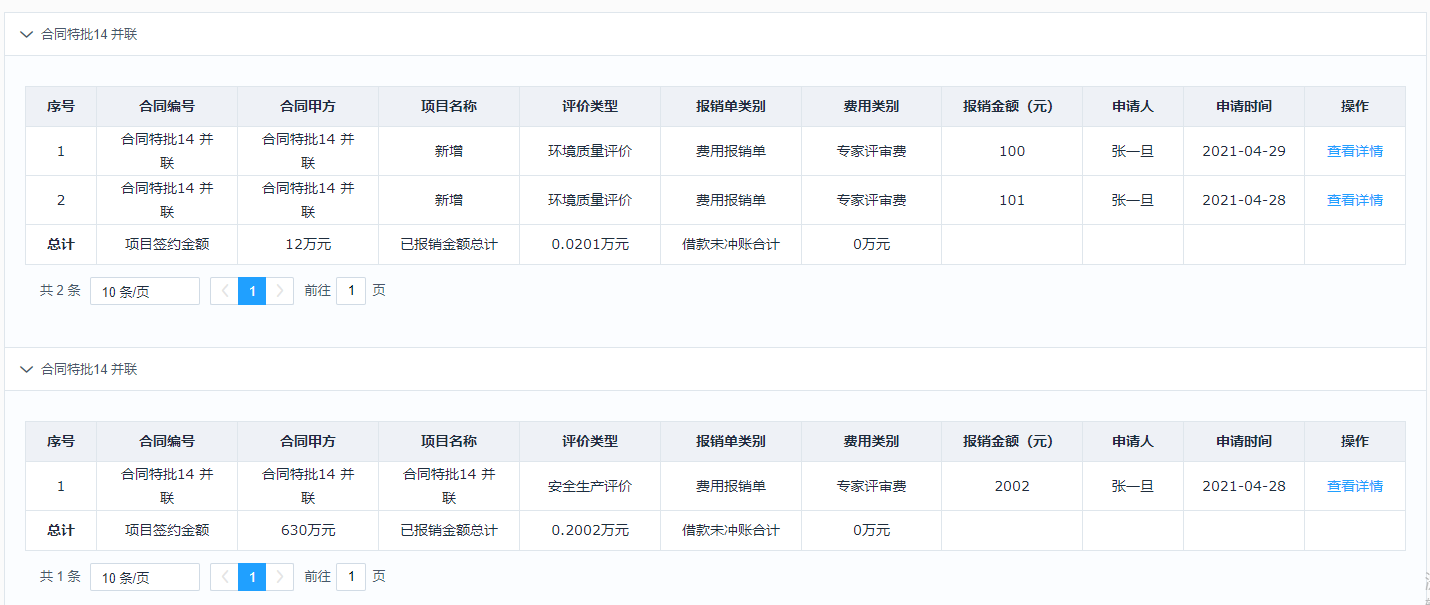 合同特批14 并联
序号 合同编号 合同甲方 项目名称 评价类型 报销单类别 费用类别 报销金额（元） 申请人 申请时间 操作
1 合同特批14 并联 合同特批14 并联 新增 环境质量评价 费用报销单 专家评审费 100 张一旦 2021-04-29 查看详情
2 合同特批14 并联 合同特批14 并联 新增 环境质量评价 费用报销单 专家评审费 101 张一旦 2021-04-28 查看详情
总计 项目签约金额 12万元 已报销金额总计 0.0201万元 借款未冲账合计 0万元
共 2 条 10 条/页 1 前往 1 页
合同特批14 并联
序号 合同编号 合同甲方 项目名称 评价类型 报销单类别 费用类别 报销金额（元） 申请人 申请时间 操作
1 合同特批14 并联 合同特批14 并联 合同特批14 并联 安全生产评价 费用报销单 专家评审费 2002 张一旦 2021-04-28 查看详情
总计 项目签约金额 630万元 已报销金额总计 0.2002万元 借款未冲账合计 0万元
共 1 条 10 条/页 1 前往 1 页